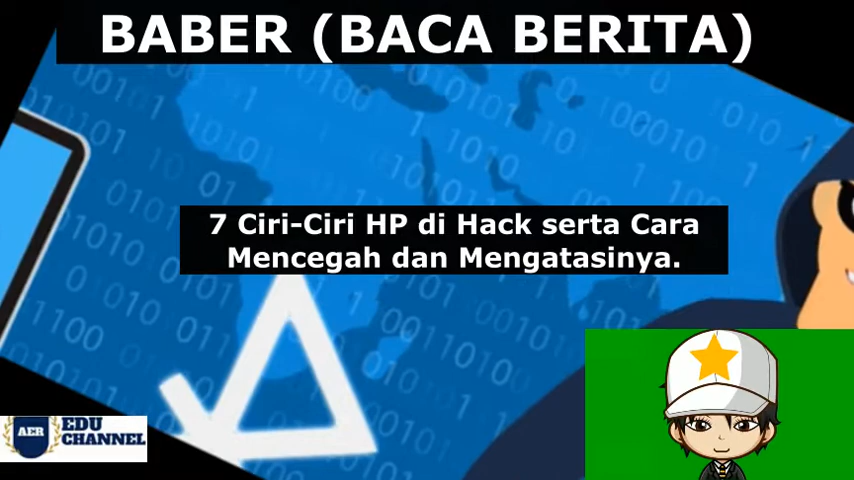 BABER (BACA BERITA)
7 Ciri-Ciri HP di Hack serta Cara
Mencegah dan Mengatasinya.
AER
EDU
CHANNEL